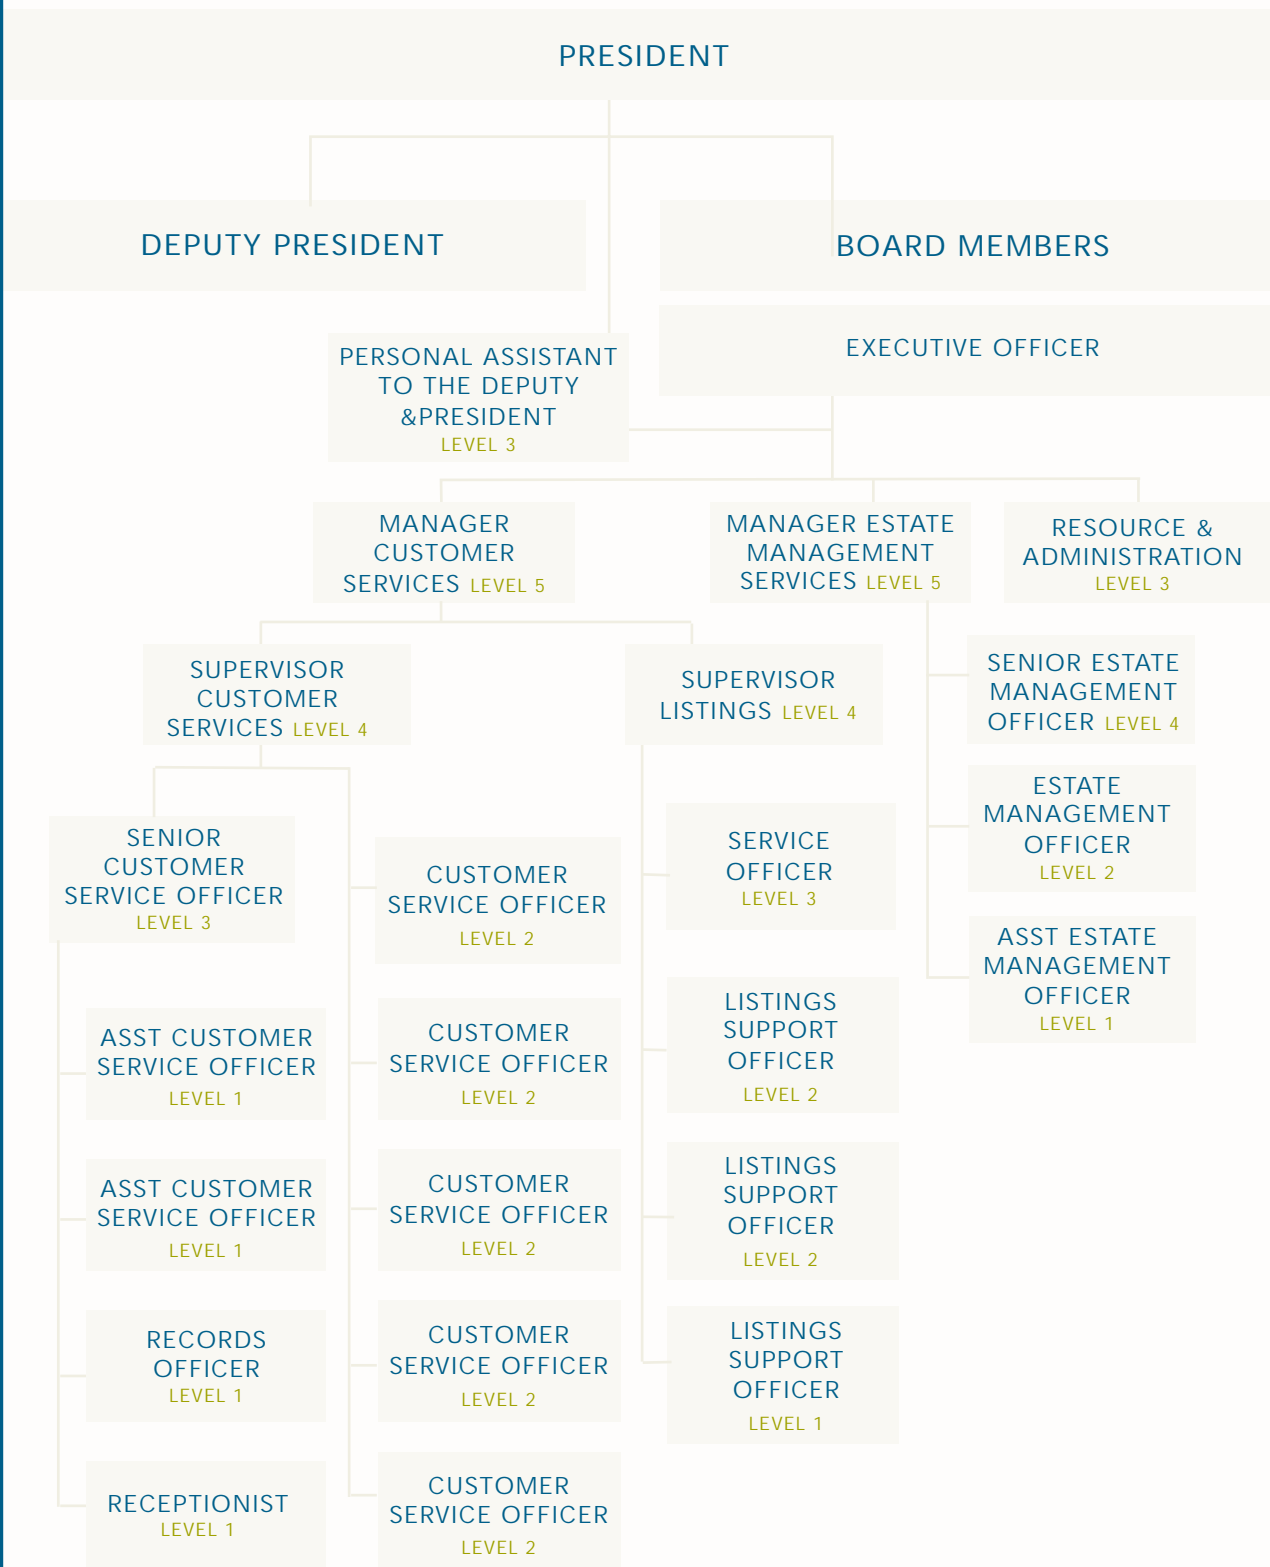 PRESIDENT
DEPUTY PRESIDENT
BOARD MEMBERS
EXECUTIVE OFFICER
PERSONAL ASSISTANT
TO THE DEPUTY
&PRESIDENT
LEVEL 3
MANAGER
CUSTOMER
SERVICES LEVEL 5
MANAGER ESTATE
MANAGEMENT
SERVICES LEVEL 5
RESOURCE &
ADMINISTRATION
LEVEL 3
SUPERVISOR
CUSTOMER
SERVICES LEVEL 4
SUPERVISOR
LISTINGS LEVEL 4
SENIOR ESTATE
MANAGEMENT
OFFICER LEVEL 4
ESTATE
MANAGEMENT
OFFICER
LEVEL 2
ASST ESTATE
MANAGEMENT
OFFICER
LEVEL 1
SENIOR
CUSTOMER
SERVICE OFFICER
LEVEL 3
ASST CUSTOMER
SERVICE OFFICER
LEVEL 1
ASST CUSTOMER
SERVICE OFFICER
LEVEL 1
RECORDS
OFFICER
LEVEL 1
RECEPTIONIST
LEVEL 1
CUSTOMER
SERVICE OFFICER
LEVEL 2
CUSTOMER
SERVICE OFFICER
LEVEL 2
CUSTOMER
SERVICE OFFICER
LEVEL 2
CUSTOMER
SERVICE OFFICER
LEVEL 2
CUSTOMER
SERVICE OFFICER
LEVEL 2
SERVICE
OFFICER
LEVEL 3
LISTINGS
SUPPORT
OFFICER
LEVEL 2
LISTINGS
SUPPORT
OFFICER
LEVEL 2
LISTINGS
SUPPORT
OFFICER
LEVEL 1